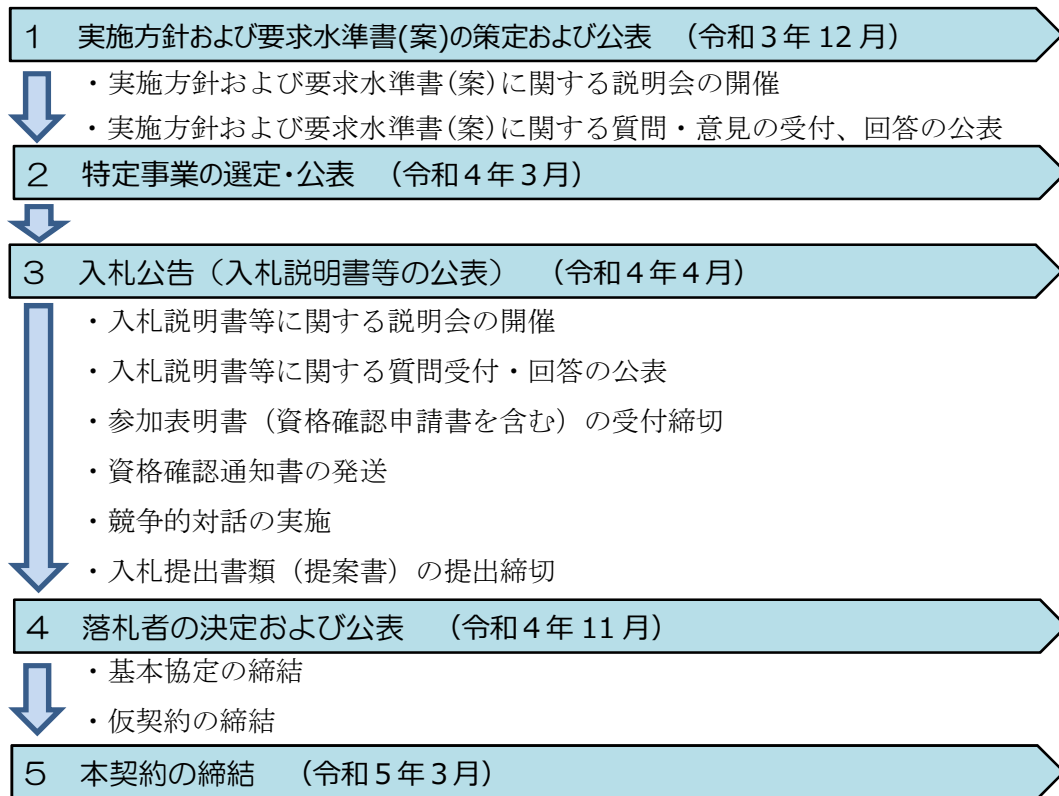 1 実施方針および要求水準書(案)の策定および公表 (令和3年12月)
・実施方針および要求水準書(案)に関する説明会の開催
・実施方針および要求水準書(案)に関する質問・意見の受付、回答の公表
2 特定事業の選定・公表 (令和4年3月)
3 入札公告(入札説明書等の公表) (令和4年4月)
・入札説明書等に関する説明会の開催
・入札説明書等に関する質問受付・回答の公表
・参加表明書(資格確認申請書を含む)の受付締切
・資格確認通知書の発送
・競争的対話の実施
・入札提出書類(提案書)の提出締切
4 落札者の決定および公表 (令和4年11月)
・基本協定の締結
・仮契約の締結
5 本契約の締結 (令和5年3月)